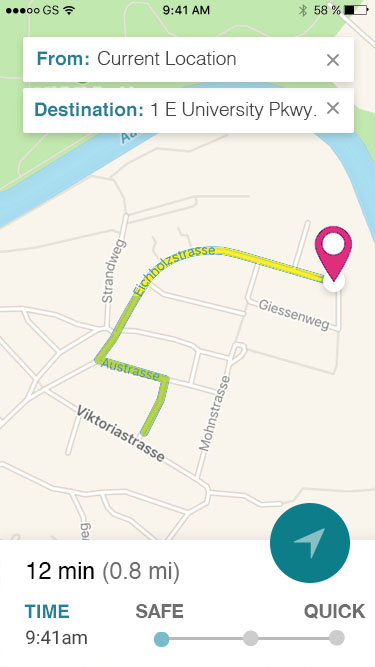 GS 9:41 AM 58 %
From: Current Location ×
Destination: 1 E University Pkwy. ×
Strandweg
Eichholzstrasse
Giessenweg
Austrasse
Mohnstrasse
Viktoriastrasse
12 min (0.8 mi)
TIME SAFE QUICK
9:41am